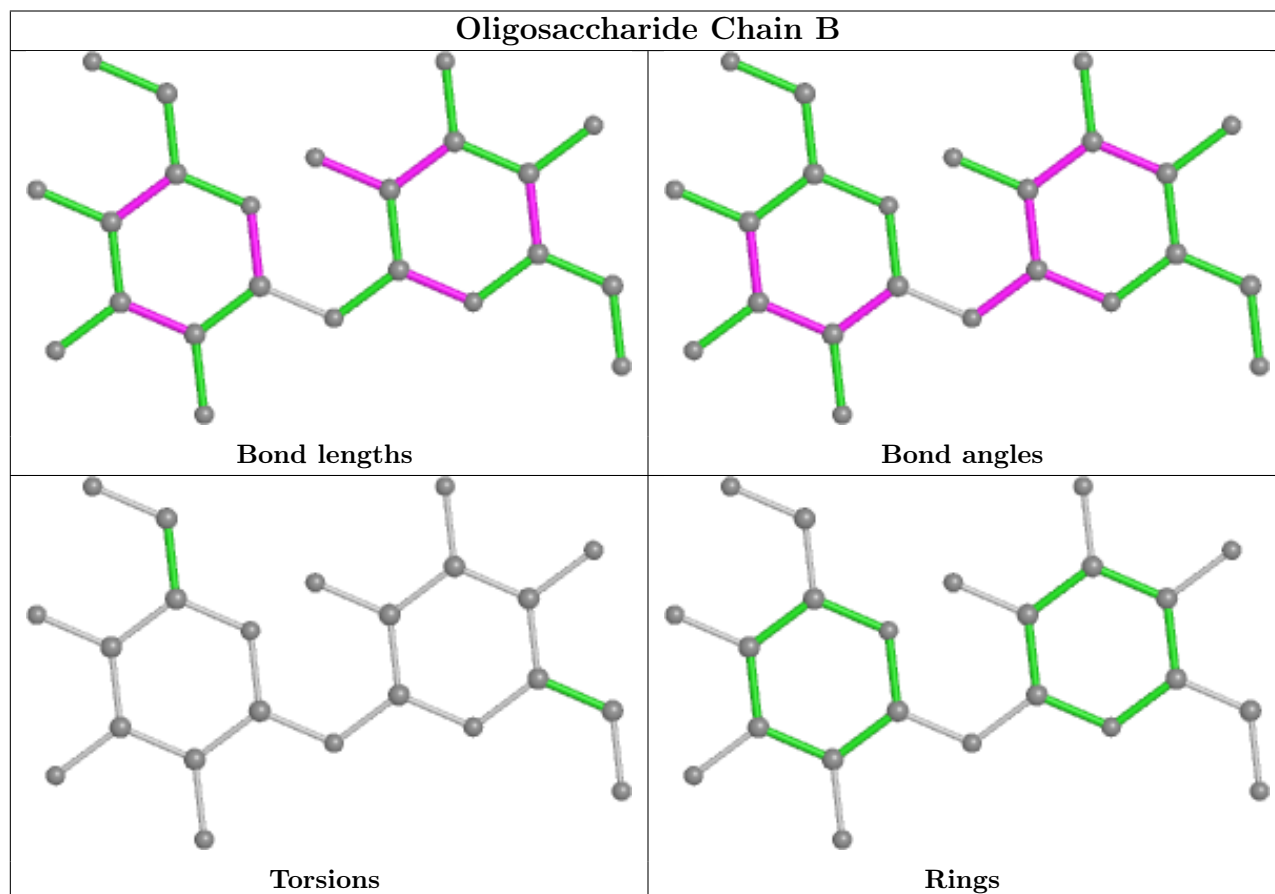 Oligosaccharide Chain B
Bond lengths
Bond angles
Torsions
Rings